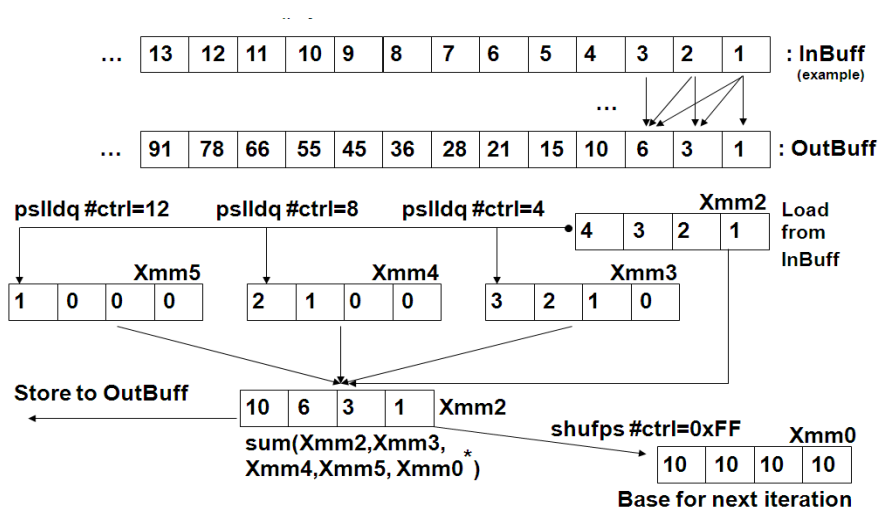 ... 13 12 11 10 9 8 7 6 5 4 3 2 1 : InBuff
(example)
...
... 91 78 66 55 45 36 28 21 15 10 6 3 1 : OutBuff
pslldq #ctrl=12 pslldq #ctrl=8 pslldq #ctrl=4 Xmm2
4 3 2 1 Load
from
InBuff
Xmm5 Xmm4 Xmm3
1 0 0 0 2 1 0 0 3 2 1 0
Store to OutBuff
10 6 3 1 Xmm2
sum(Xmm2,Xmm3,
Xmm4,Xmm5, Xmm0*)
shufps #ctrl=0xFF Xmm0
10 10 10 10
Base for next iteration